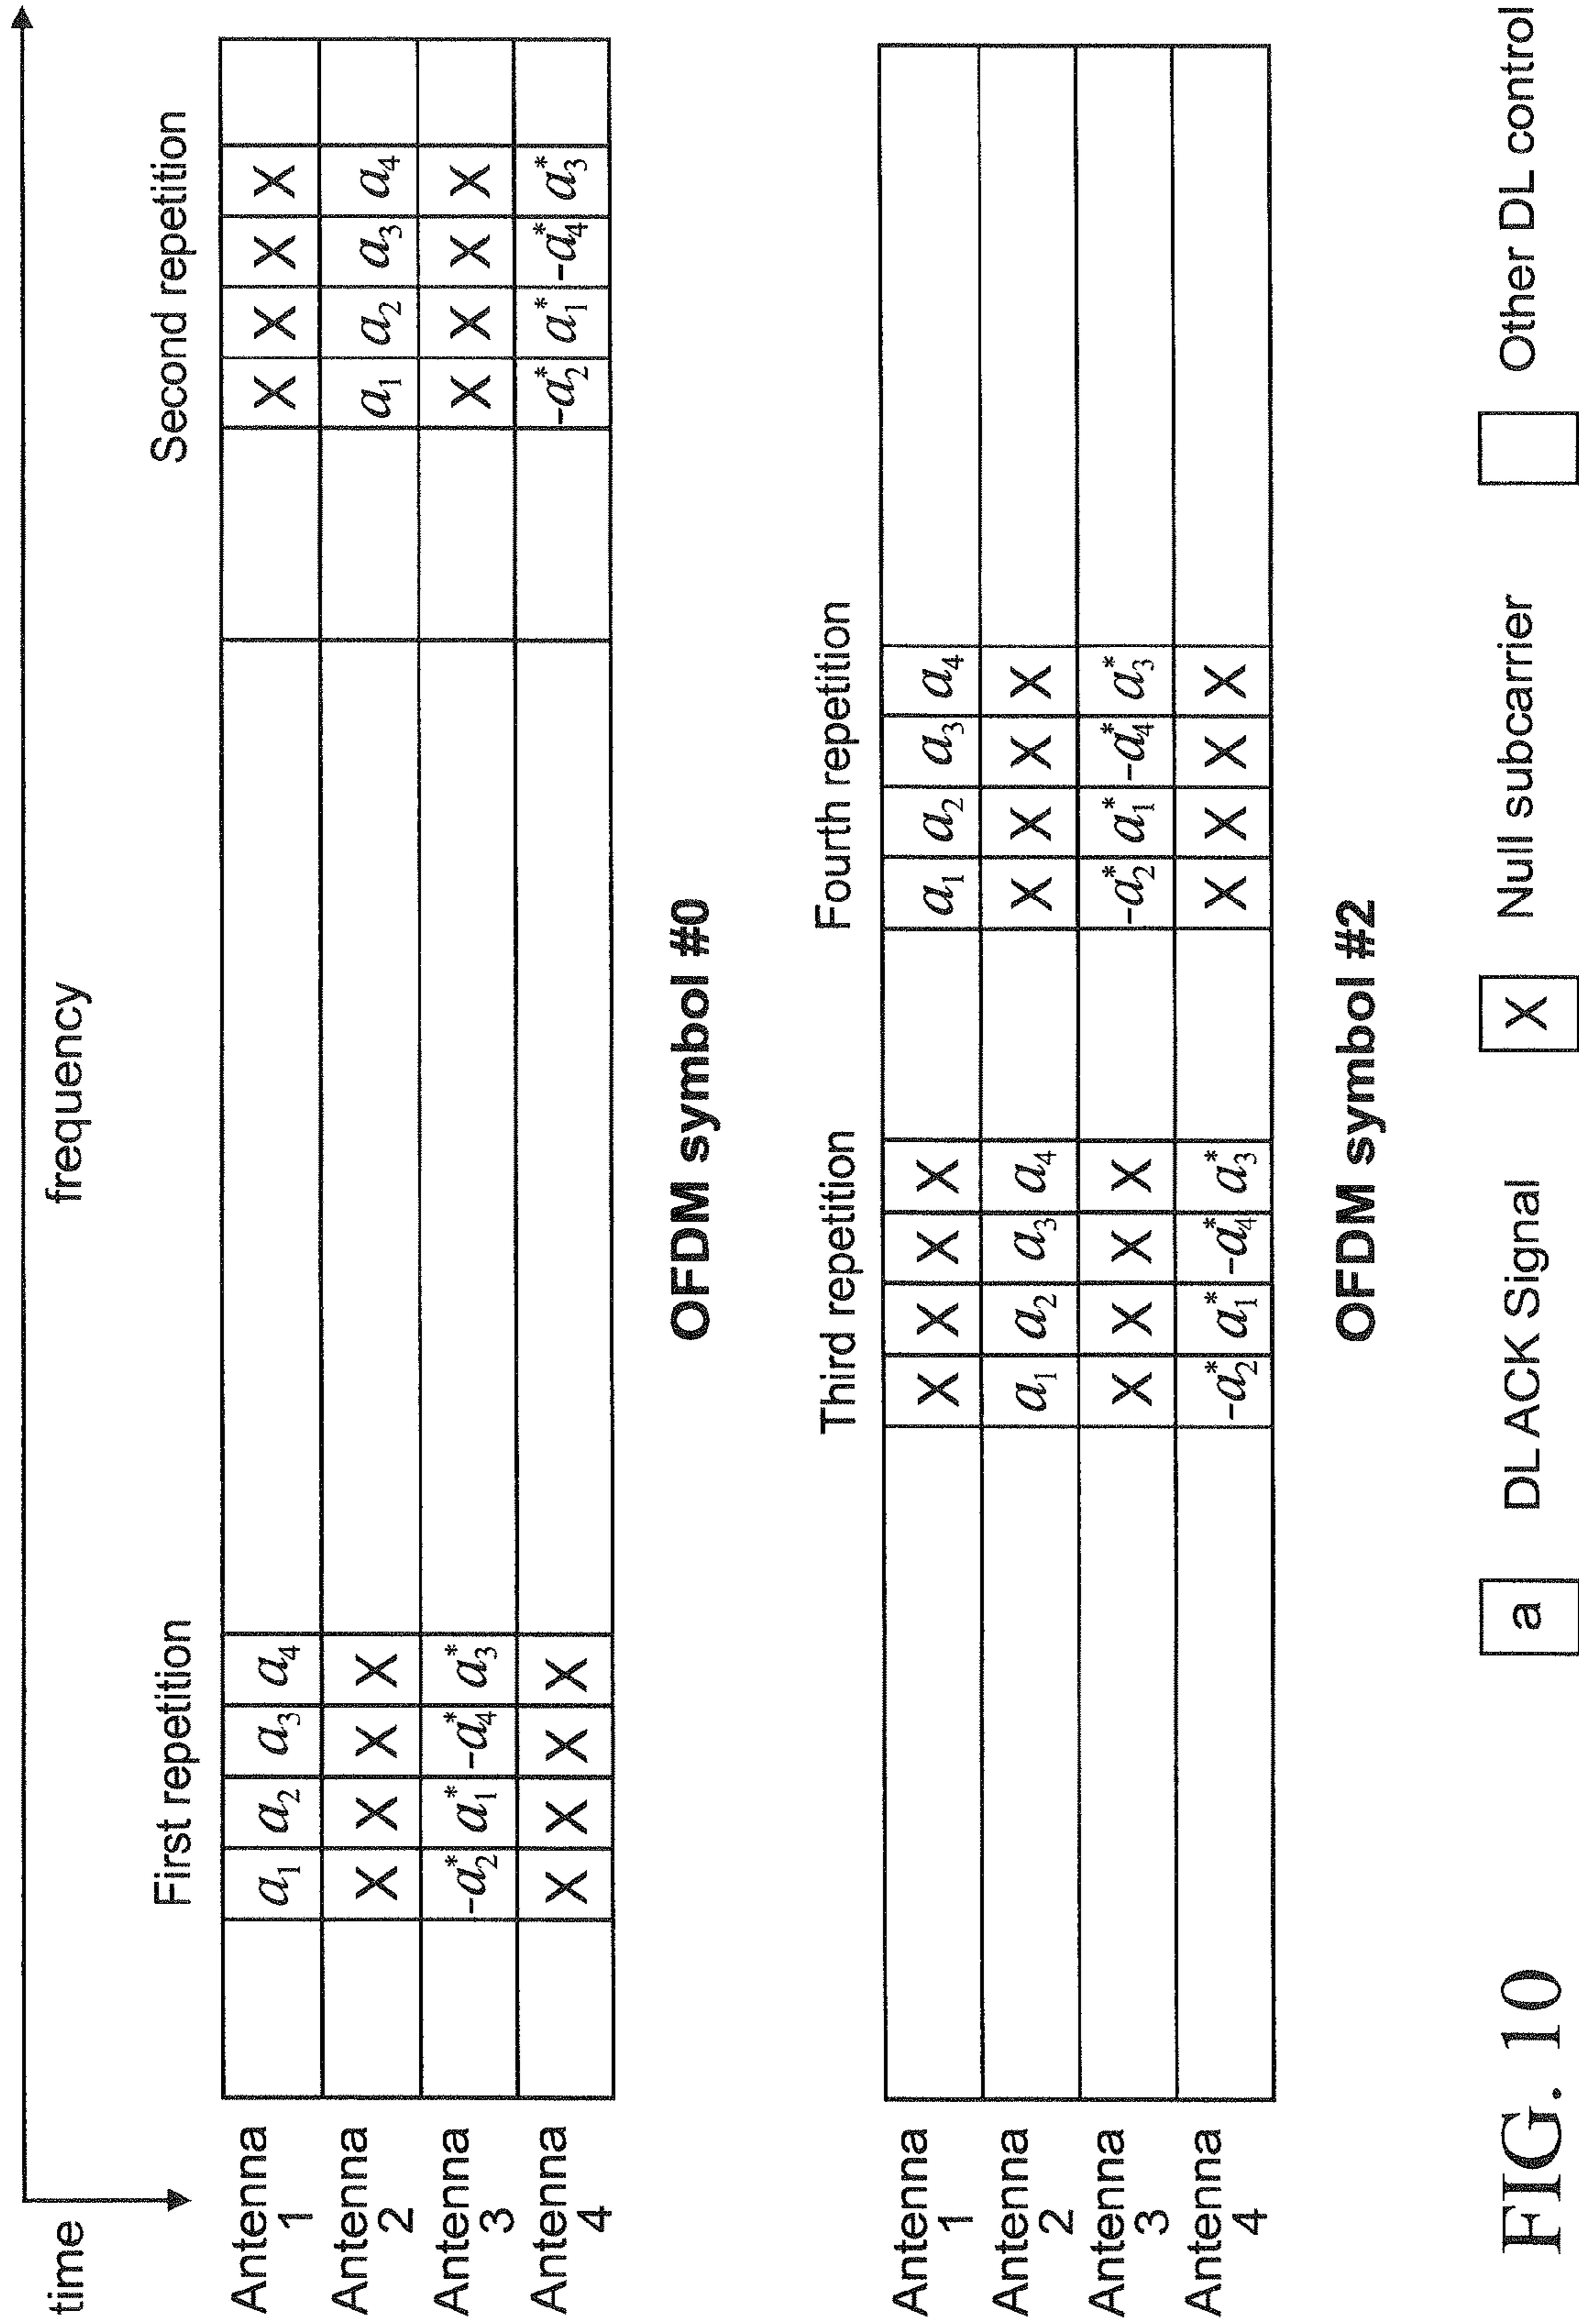 frequency
time
First repetition Second repetition
Antenna 1 a₁ a₂ a₃ a₄ X X X X
Antenna 2 X X X X a₁ a₂ a₃ a₄
Antenna 3 -a₂* a₁* -a₄* a₃* X X X X
Antenna 4 X X X X -a₂* a₁* -a₄* a₃*
OFDM symbol #0
Third repetition Fourth repetition
Antenna 1 X X X X a₁ a₂ a₃ a₄
Antenna 2 a₁ a₂ a₃ a₄ X X X X
Antenna 3 X X X X -a₂* a₁* -a₄* a₃*
Antenna 4 -a₂* a₁* -a₄* a₃* X X X X
OFDM symbol #2
a DL ACK Signal X Null subcarrier Other DL control
FIG. 10